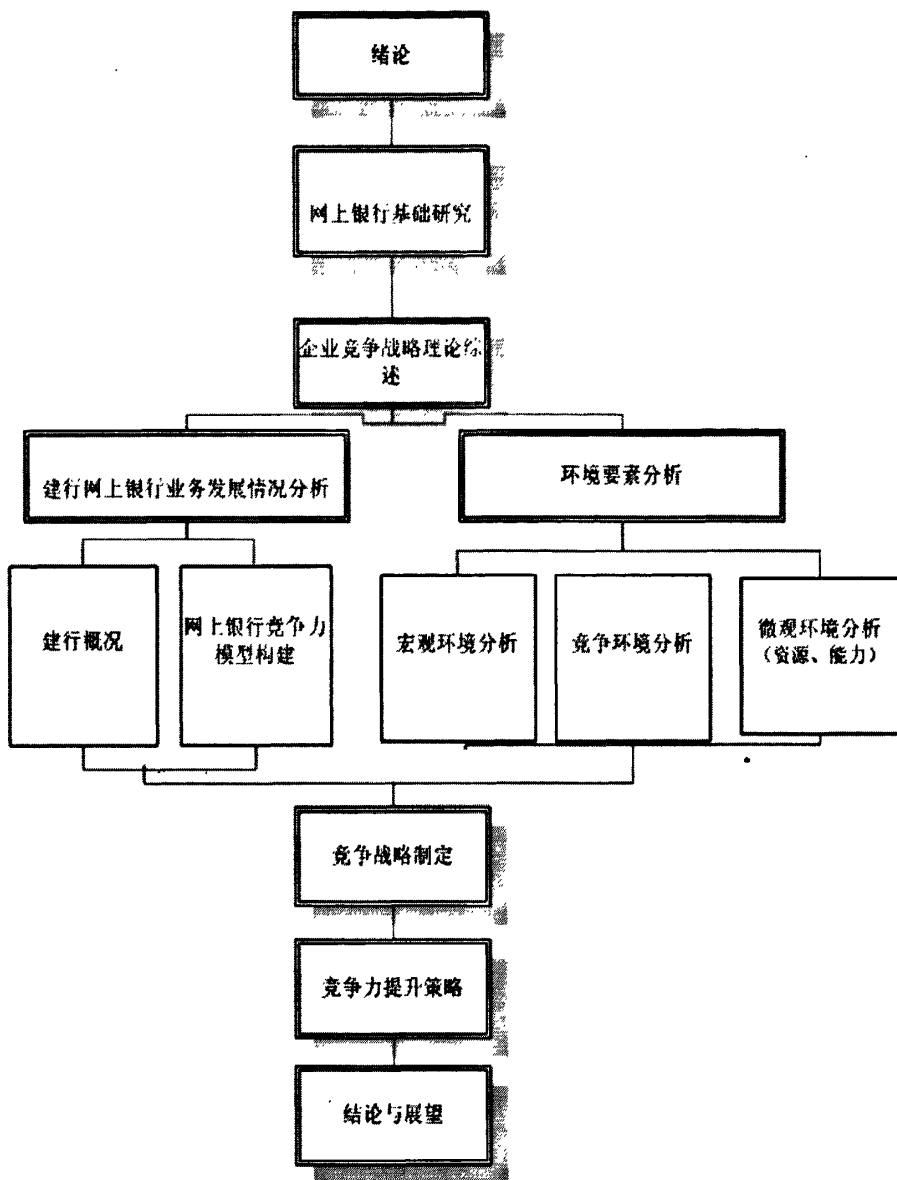 绪论
网上银行基础研究
企业竞争战略理论综
述
建行网上银行业务发展情况分析
环境要素分析
建行概况
网上银行竞争力
模型构建
宏观环境分析
竞争环境分析
微观环境分析
（资源、能力）
竞争战略制定
竞争力提升策略
结论与展望